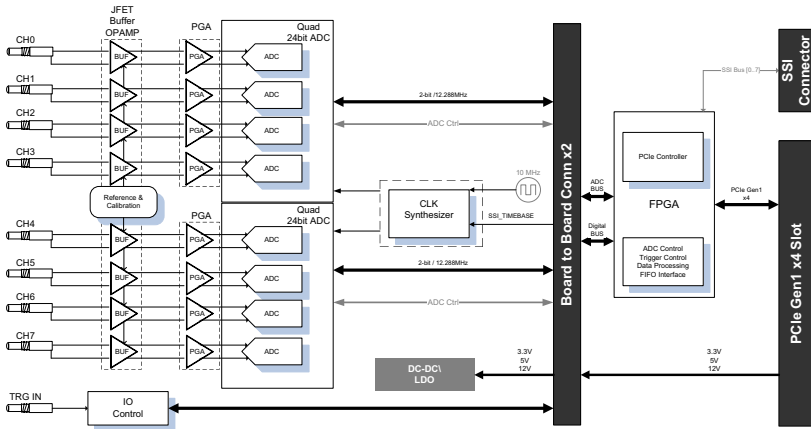 JFET
Buffer
OPAMP
PGA
Quad
24bit ADC
CH0
BUF
PGA
ADC
CH1
BUF
PGA
ADC
CH2
BUF
PGA
ADC
CH3
BUF
PGA
ADC
2-bit /12.288MHz
ADC Ctrl
Reference &
Calibration
PGA
Quad
24bit ADC
CLK
Synthesizer
10 MHz
SSI_TIMEBASE
CH4
BUF
PGA
ADC
CH5
BUF
PGA
ADC
CH6
BUF
PGA
ADC
CH7
BUF
PGA
ADC
2-bit / 12.288MHz
ADC Ctrl
TRG IN
IO
Control
DC-DC\
LDO
3.3V
5V
12V
Board to Board Conn x2
ADC
BUS
Digital
BUS
SSI Bus [0..7]
PCIe Controller
FPGA
ADC Control
Trigger Control
Data Processing
FIFO Interface
PCIe Gen1
x4
3.3V
5V
12V
SSI
Connector
PCIe Gen1 x4 Slot